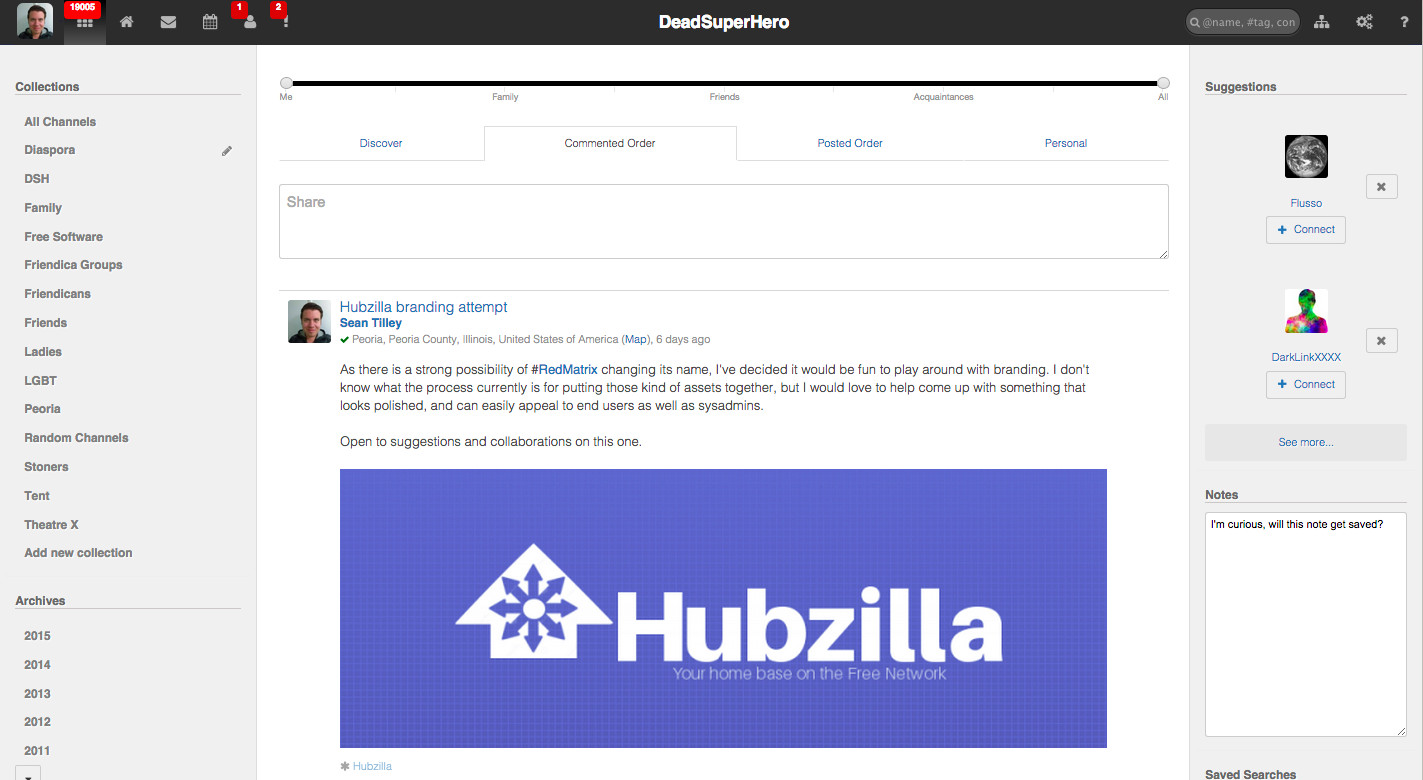 19005
1
2
DeadSuperHero
@name, #tag, con
?
Collections
All Channels
Diaspora
DSH
Family
Free Software
Friendica Groups
Friendicans
Friends
Ladies
LGBT
Peoria
Random Channels
Stoners
Tent
Theatre X
Add new collection
Archives
2015
2014
2013
2012
2011
Me
Family
Friends
Acquaintances
All
Discover
Commented Order
Posted Order
Personal
Share
Hubzilla branding attempt
Sean Tilley
Peoria, Peoria County, Illinois, United States of America (Map), 6 days ago
As there is a strong possibility of #RedMatrix changing its name, I've decided it would be fun to play around with branding. I don't
know what the process currently is for putting those kind of assets together, but I would love to help come up with something that
looks polished, and can easily appeal to end users as well as sysadmins.
Open to suggestions and collaborations on this one.
Hubzilla
Your home base on the Free Network
Hubzilla
Suggestions
Flusso
Connect
DarkLinkXXXX
Connect
See more...
Notes
I'm curious, will this note get saved?
Saved Searches